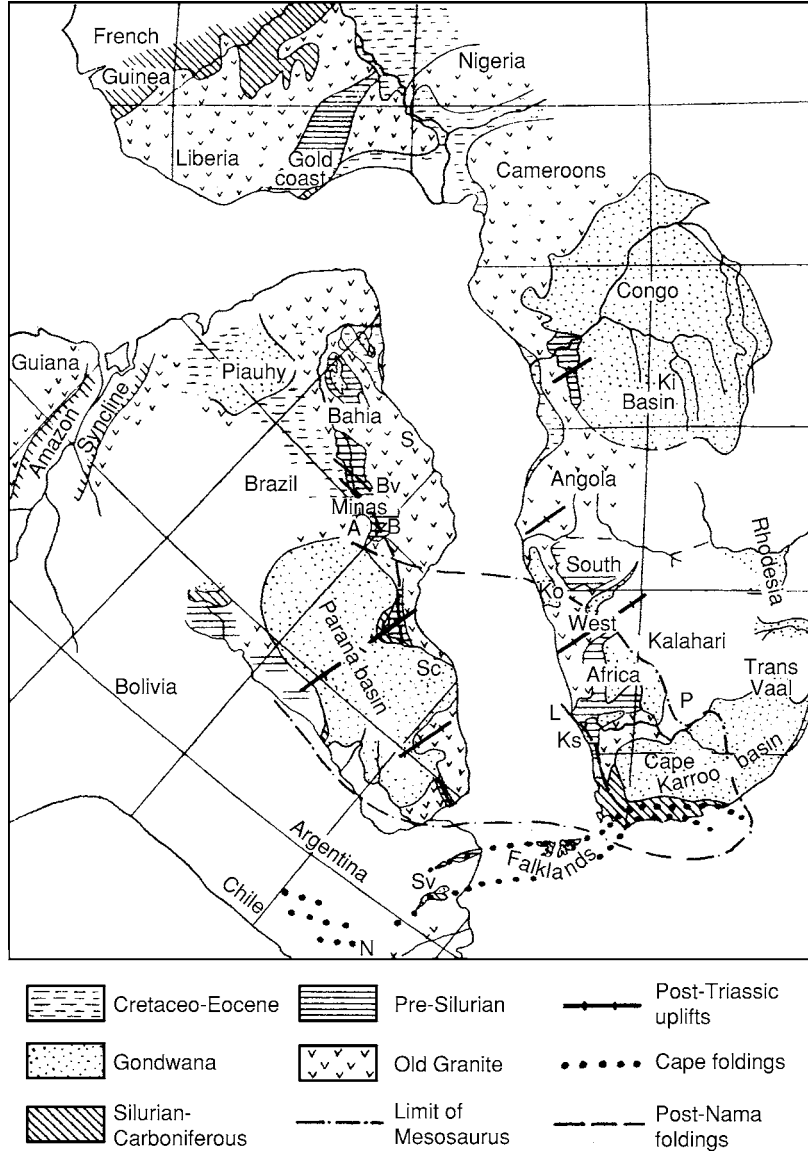 French
Guinea
Nigeria
Liberia
Gold
coast
Cameroons
Congo
Guiana
Piauhy
Ki
Basin
Amazon
Syncline
Bahia
S
Brazil
Bv
Minas
A
B
Angola
South
Rhodesia
Ko
West
Parana basin
Kalahari
Sc
Africa
Trans
Vaal
Bolivia
L
P
Ks
Cape
Karroo basin
Argentina
Falklands
Sv
Chile
N
Cretaceo-Eocene
Pre-Silurian
Post-Triassic
uplifts
Gondwana
Old Granite
Cape foldings
Silurian-
Carboniferous
Limit of
Mesosaurus
Post-Nama
foldings